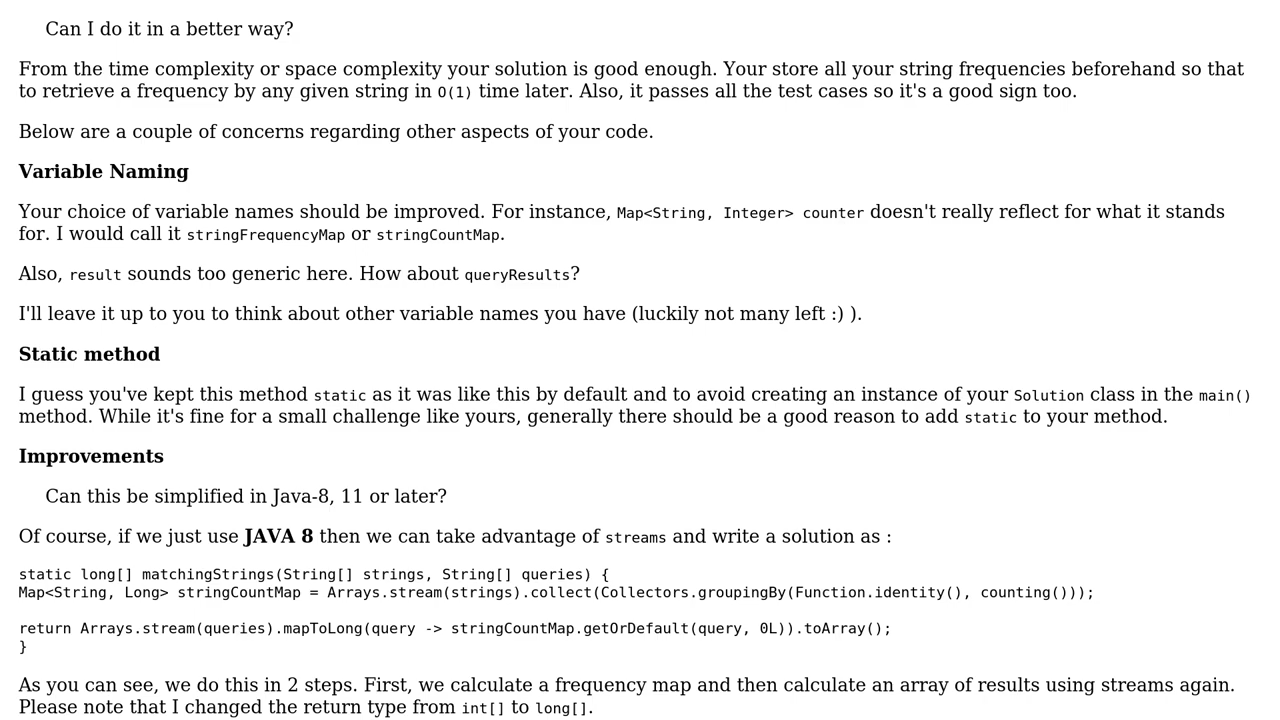 Can I do it in a better way?
From the time complexity or space complexity your solution is good enough. Your store all your string frequencies beforehand so that
to retrieve a frequency by any given string in O(1) time later. Also, it passes all the test cases so it's a good sign too.
Below are a couple of concerns regarding other aspects of your code.
Variable Naming
Your choice of variable names should be improved. For instance, Map<String, Integer> counter doesn't really reflect for what it stands
for. I would call it stringFrequencyMap or stringCountMap.
Also, result sounds too generic here. How about queryResults?
I'll leave it up to you to think about other variable names you have (luckily not many left :) ).
Static method
I guess you've kept this method static as it was like this by default and to avoid creating an instance of your Solution class in the main()
method. While it's fine for a small challenge like yours, generally there should be a good reason to add static to your method.
Improvements
Can this be simplified in Java-8, 11 or later?
Of course, if we just use JAVA 8 then we can take advantage of streams and write a solution as :
static long[] matchingStrings(String[] strings, String[] queries) {
Map<String, Long> stringCountMap = Arrays.stream(strings).collect(Collectors.groupingBy(Function.identity(), counting()));
return Arrays.stream(queries).mapToLong(query -> stringCountMap.getOrDefault(query, 0L)).toArray();
}
As you can see, we do this in 2 steps. First, we calculate a frequency map and then calculate an array of results using streams again.
Please note that I changed the return type from int[] to long[].